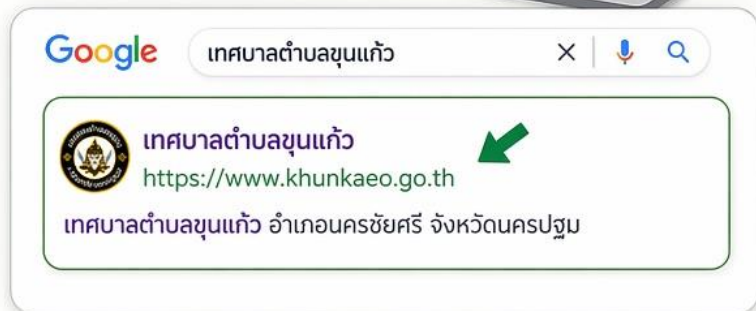 Google เทศบาลตำบลขุนแก้ว
เทศบาลตำบลขุนแก้ว
https://www.khunkaeo.go.th
เทศบาลตำบลขุนแก้ว อำเภอนครชัยศรี จังหวัดนครปฐม